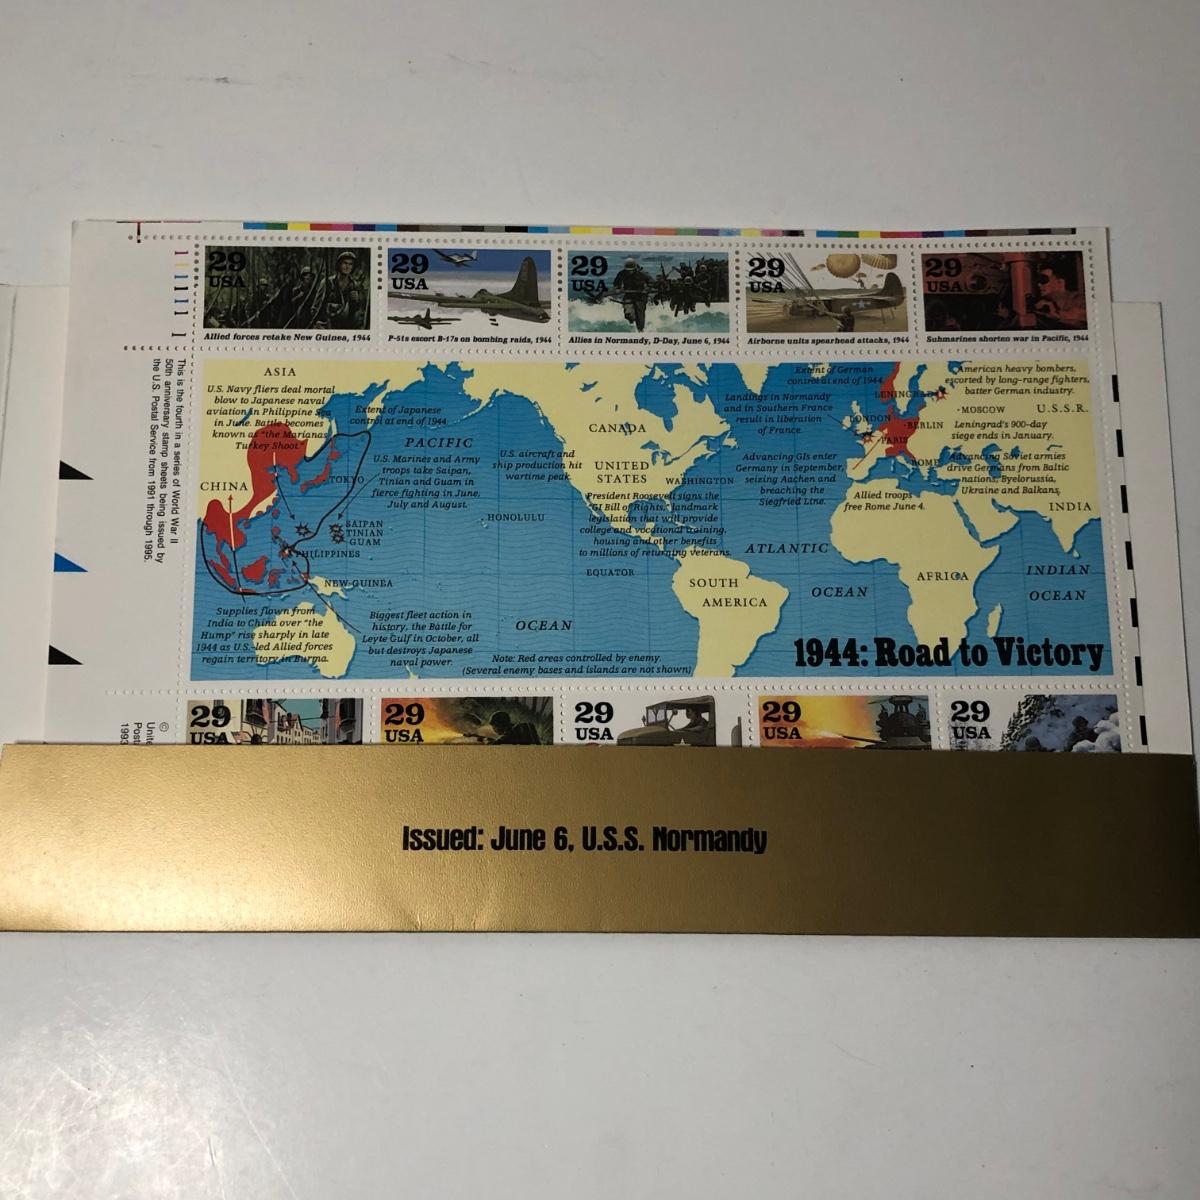 1 1 1 1 1 1
29
USA
29
USA
29
USA
29
USA
29
USA
Allied forces retake New Guinea, 1944
P-51s escort B-17s on bombing raids, 1944
Allies in Normandy, D-Day, June 6, 1944
Airborne units spearhead attacks, 1944
Submarines shorten war in Pacific, 1944
This is the fourth in a series of World War II
50th anniversary stamp sheets being issued by
the U.S. Postal Service from 1991 through 1995.
ASIA
U.S. Navy fliers deal mortal
blow to Japanese naval
aviation in Philippine Sea
in June. Battle becomes
known as "the Marianas
Turkey Shoot."
Extent of Japanese
control at end of 1944
PACIFIC
U.S. Marines and Army
troops take Saipan,
Tinian and Guam in
fierce fighting in June,
July and August.
TOKYO
CHINA
SAIPAN
TINIAN
GUAM
PHILIPPINES
NEW GUINEA
HONOLULU
U.S. aircraft and
ship production hit
wartime peak.
CANADA
UNITED
STATES
WASHINGTON
President Roosevelt signs the
"GI Bill of Rights," landmark
legislation that will provide
college and vocational training,
housing and other benefits
to millions of returning veterans.
EQUATOR
SOUTH
AMERICA
Landings in Normandy
and in Southern France
result in liberation
of France.
Advancing GIs enter
Germany in September,
seizing Aachen and
breaching the
Siegfried Line.
Extent of German
control at end of 1944
LENINGRAD
LONDON
BERLIN
PARIS
ROME
American heavy bombers,
escorted by long-range fighters,
batter German industry.
MOSCOW
U.S.S.R.
Leningrad's 900-day
siege ends in January.
Advancing Soviet armies
drive Germans from Baltic
nations, Byelorussia,
Ukraine and Balkans.
Allied troops
free Rome June 4.
INDIA
ATLANTIC
OCEAN
AFRICA
INDIAN
OCEAN
Supplies flown from
India to China over "the
Hump" rise sharply in late
1944 as U.S.-led Allied forces
regain territory in Burma.
Biggest fleet action in
history, the Battle for
Leyte Gulf in October, all
but destroys Japanese
naval power.
OCEAN
Note: Red areas controlled by enemy.
(Several enemy bases and islands are not shown)
1944: Road to Victory
©
Unite
Post
1993
29
USA
29
USA
29
USA
29
USA
29
USA
Issued: June 6, U.S.S. Normandy